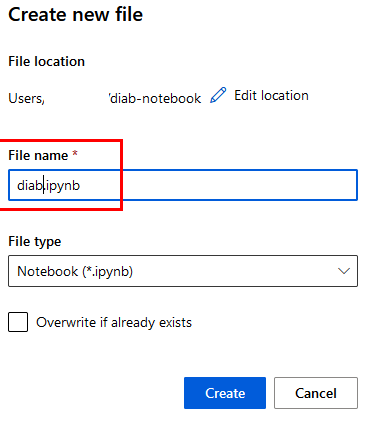 Create new file
File location
Users, 'diab-notebook Edit location
File name *
diab.ipynb
File type
Notebook (*.ipynb)
Overwrite if already exists
Create Cancel